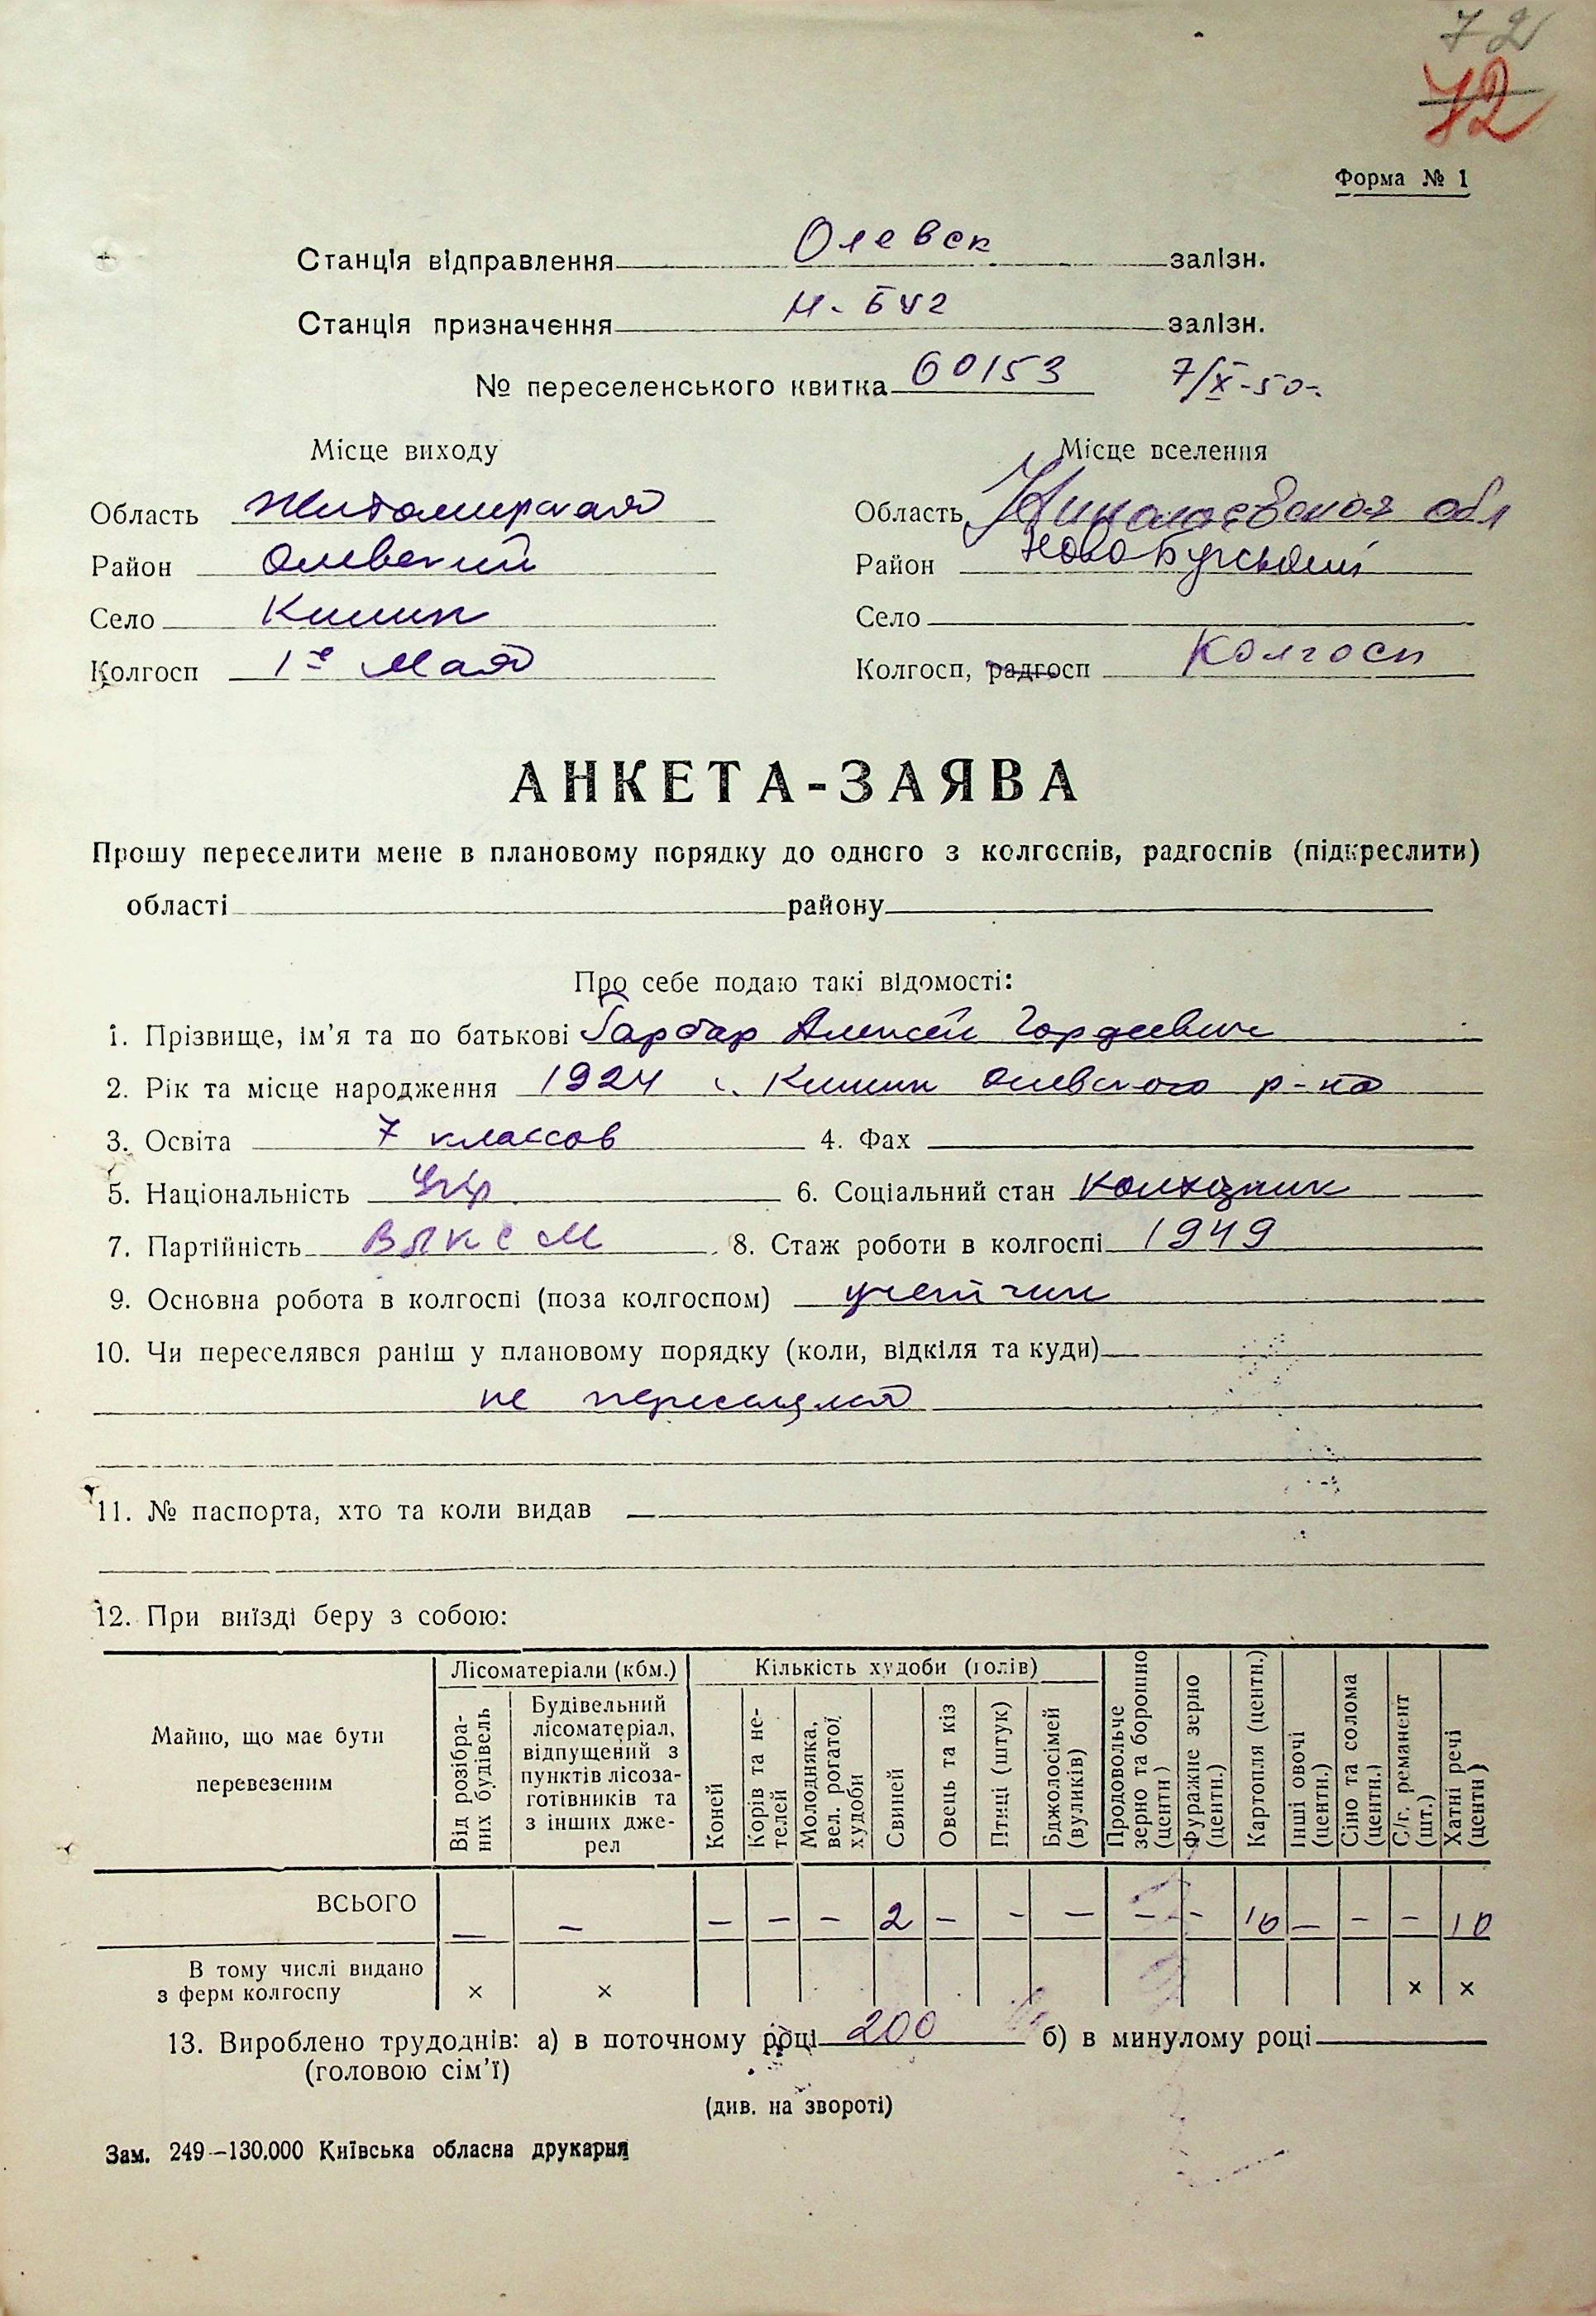 72
72
Форма № 1
Станція відправлення Олевск залізн.
Станція призначення Н-Буг залізн.
№ переселенського квитка 60153 7/X-50
Місце виходу Місце вселення
Область Житомирская Область Николаевская обл
Район Олевский Район Ново Бугський
Село Кишин Село
Колгосп 1е Мая Колгосп, радгосп Колгосп
АНКЕТА-ЗАЯВА
Прошу переселити мене в плановому порядку до одного з колгоспів, радгоспів (підкреслити)
області району
Про себе подаю такі відомості:
1. Прізвище, ім’я та по батькові Гарбар Алексей Гордеевич
2. Рік та місце народження 1924 с. Кишин Олевского р-на
3. Освіта 7 классов 4. Фах
5. Національність Укр. 6. Соціальний стан колхозник
7. Партійність ВЛКСМ 8. Стаж роботи в колгоспі 1949
9. Основна робота в колгоспі (поза колгоспом) учетчик
10. Чи переселявся раніш у плановому порядку (коли, відкіля та куди)
не переселялся
11. № паспорта, хто та коли видав
12. При виїзді беру з собою:
Майно, що має бути перевезеним
Лісоматеріали (кбм.)
Від розібраних будівель
Будівельний лісоматеріал, відпущений з пунктів лісозаготівників та з інших джерел
Кількість худоби (голів)
Коней
Корів та нетелей
Молодняка, вел. рогатої худоби
Свиней
Овець та кіз
Птиці (штук)
Бджолосімей (вуликів)
Продовольче зерно та борошно (центн)
Фуражне зерно (центн.)
Картопля (центн.)
Інші овочі (центн.)
Сіно та солома (центн.)
С/г. реманент (шт.)
Хатні речі (центн)
ВСЬОГО — — — — — 2 — — — — — 10 — — — 10
В тому числі видано
з ферм колгоспу × × × ×
13. Вироблено трудоднів: а) в поточному році 200 б) в минулому році
(головою сім’ї)
(див. на звороті)
Зам. 249—130.000 Київська обласна друкарня